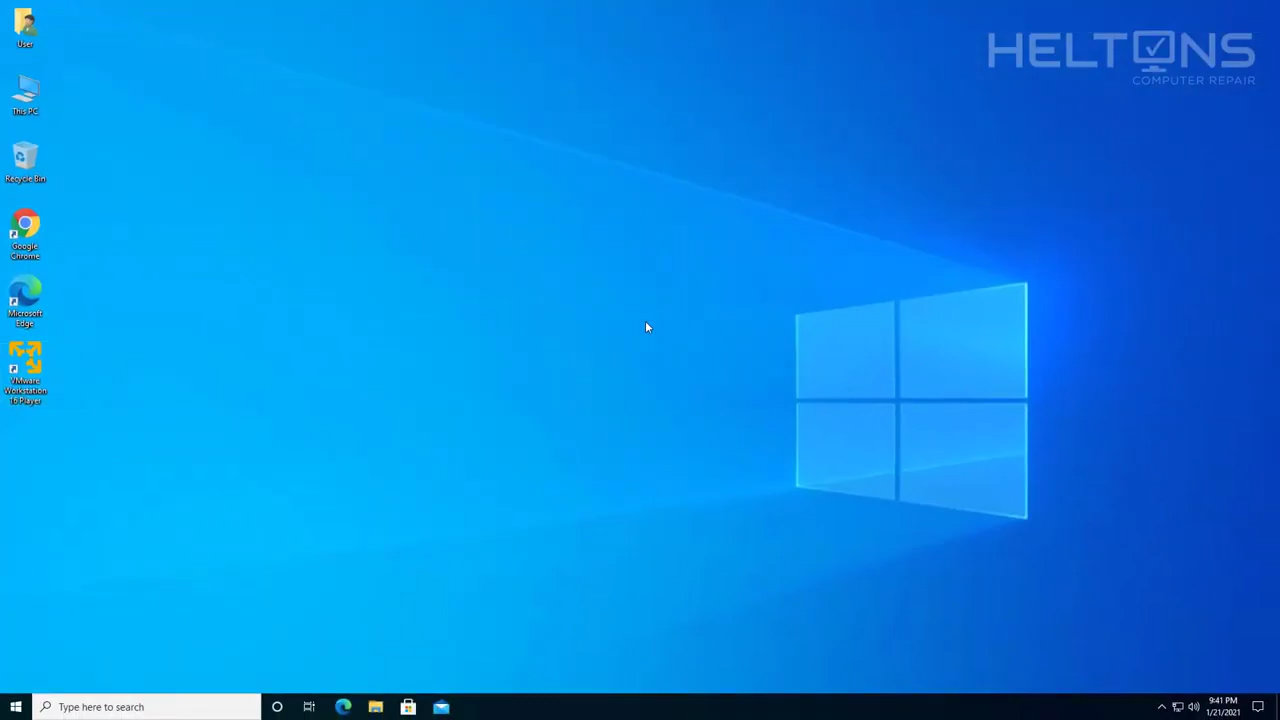 HELTONS
COMPUTER REPAIR
User
This PC
Recycle Bin
Google
Chrome
Microsoft
Edge
VMware
Workstation
16 Player
Type here to search
9:41 PM
1/21/2021